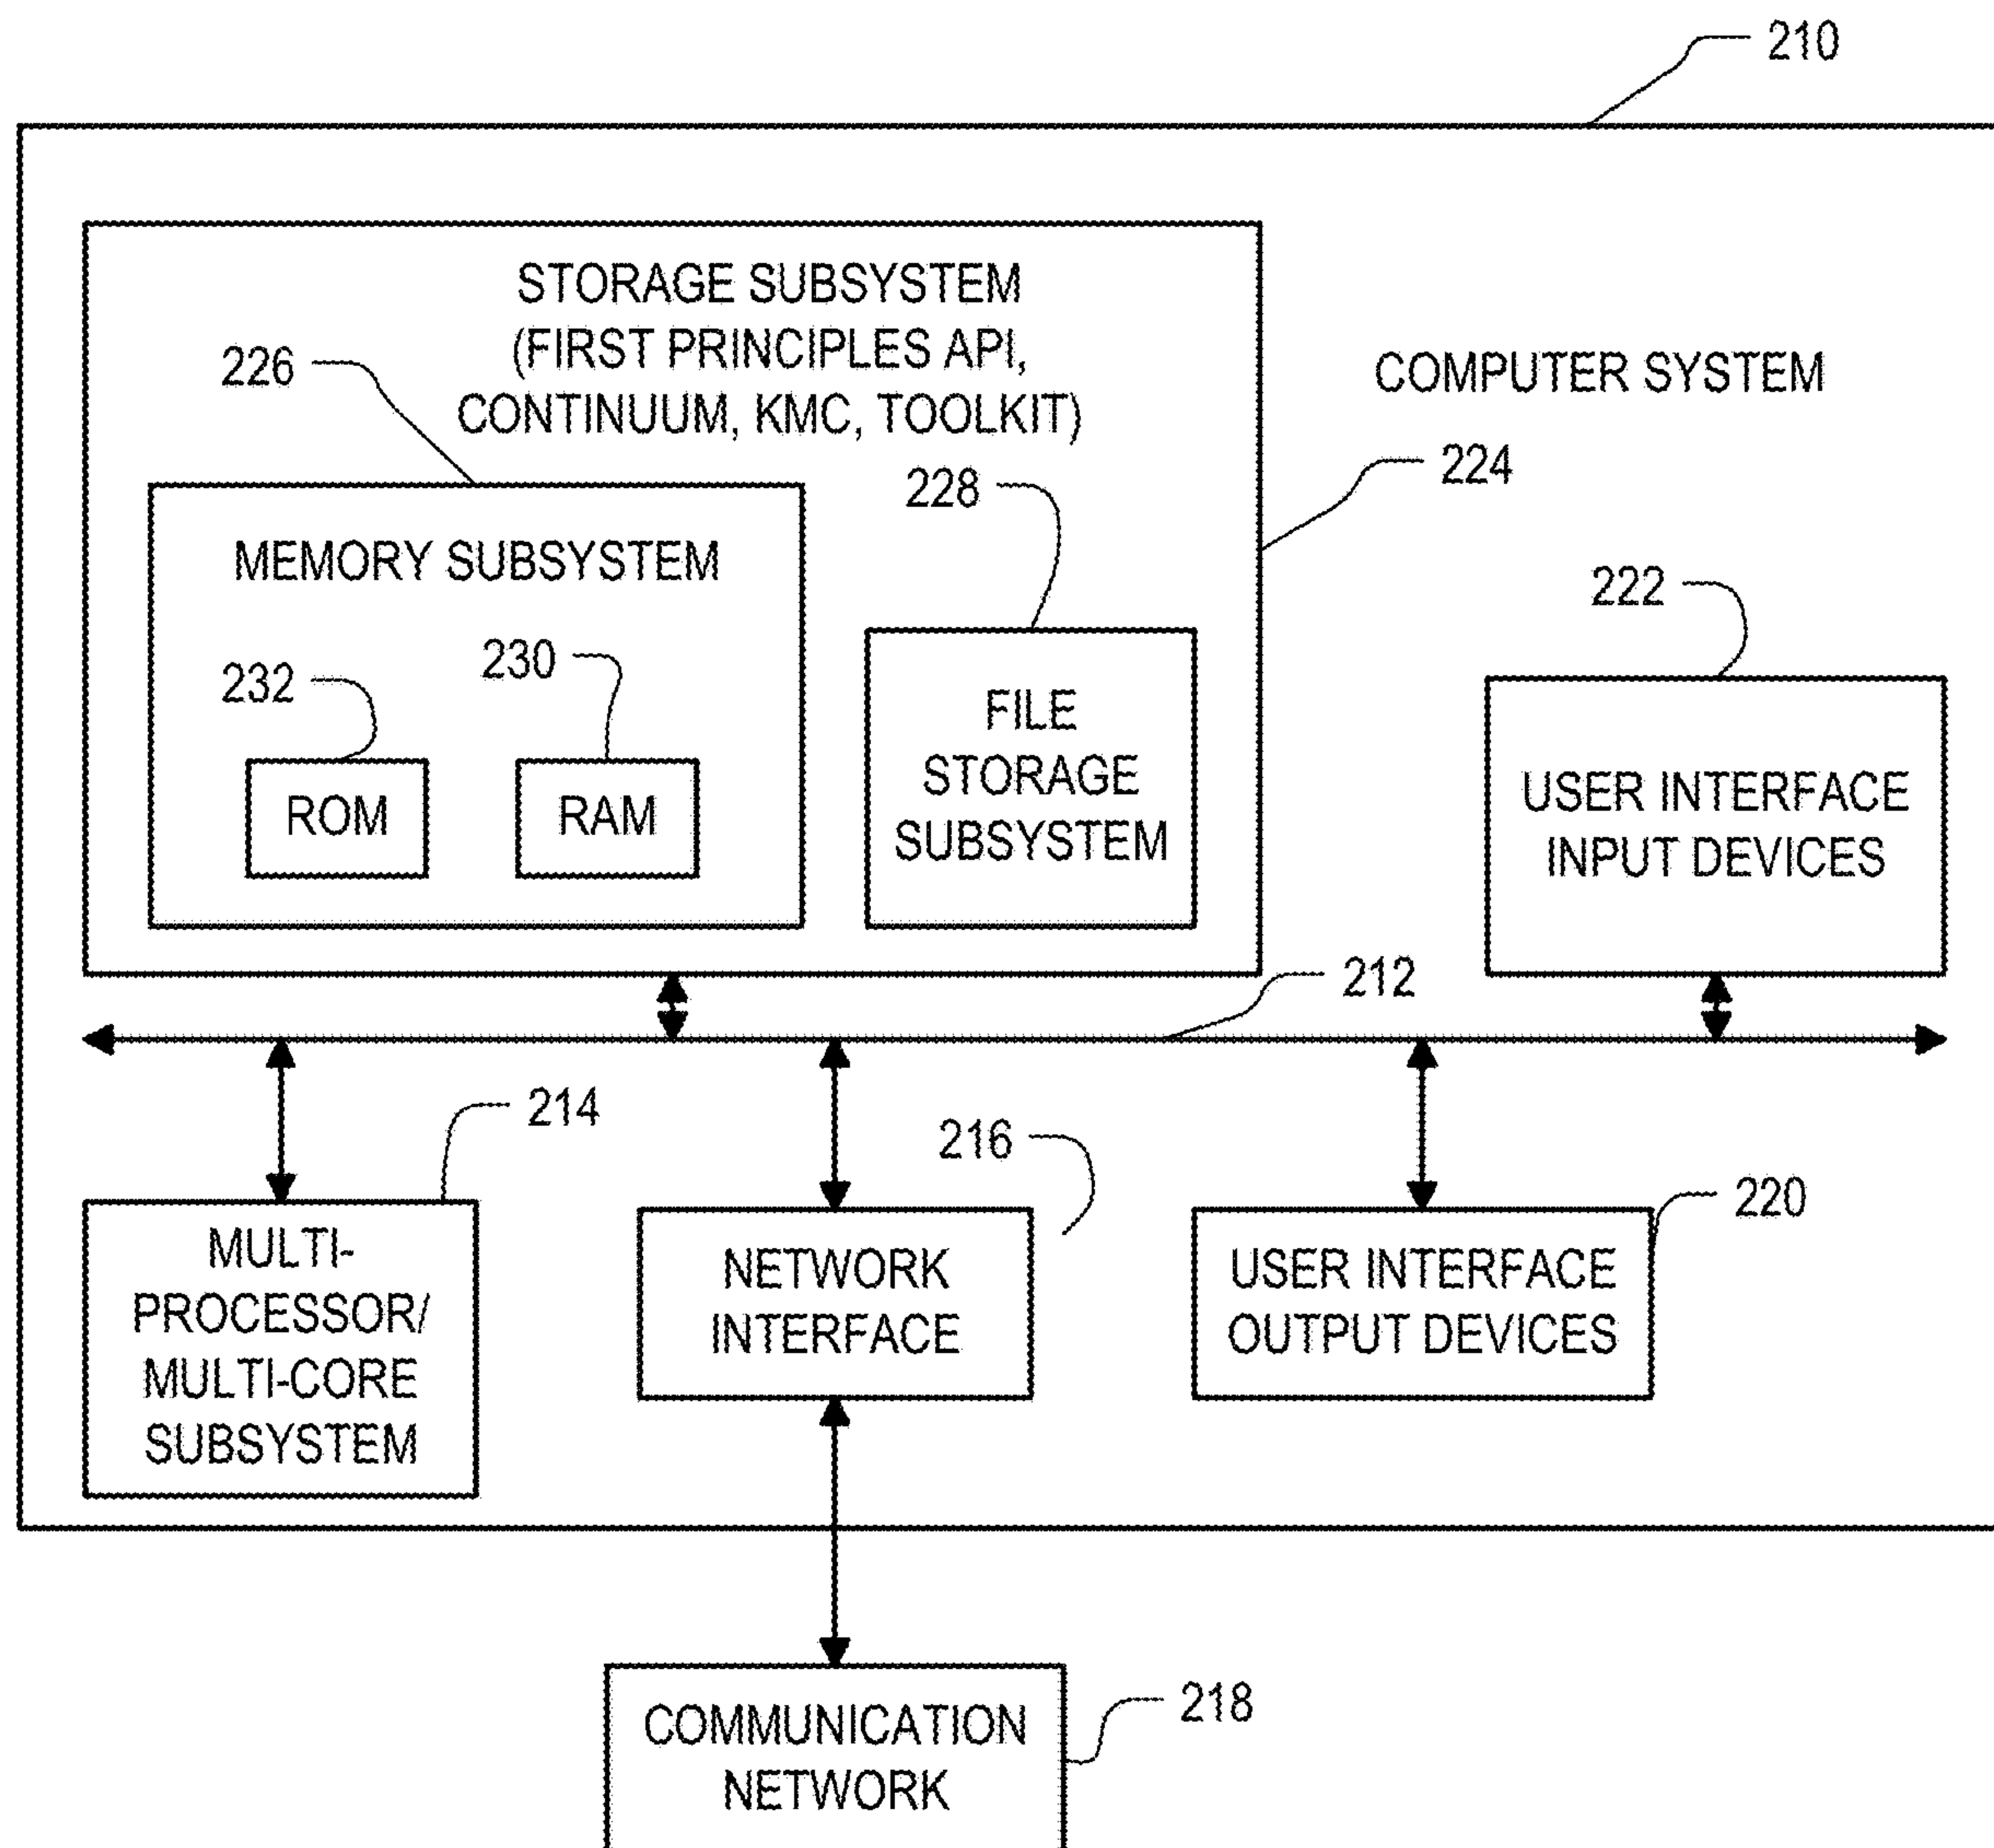 210
STORAGE SUBSYSTEM
(FIRST PRINCIPLES API,
CONTINUUM, KMC, TOOLKIT)
226
COMPUTER SYSTEM
224
228
MEMORY SUBSYSTEM
222
232
230
FILE
STORAGE
SUBSYSTEM
ROM
RAM
USER INTERFACE
INPUT DEVICES
212
214
216
220
MULTI-
PROCESSOR/
MULTI-CORE
SUBSYSTEM
NETWORK
INTERFACE
USER INTERFACE
OUTPUT DEVICES
218
COMMUNICATION
NETWORK